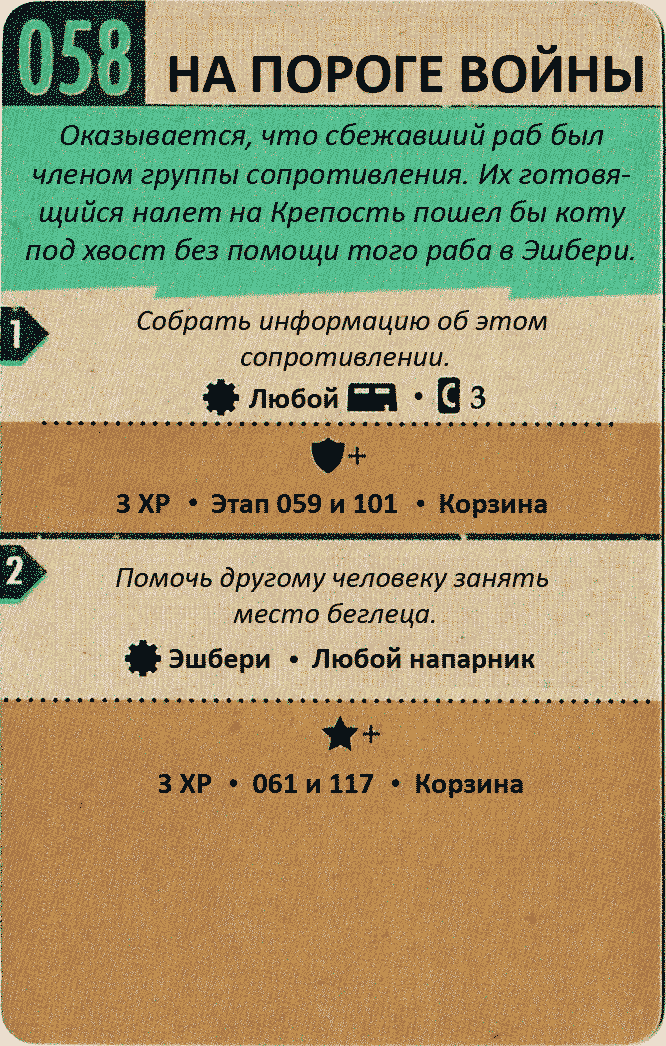 058
НА ПОРОГЕ ВОЙНЫ
Оказывается, что сбежавший раб был
членом группы сопротивления. Их готовя-
щийся налет на Крепость пошел бы коту
под хвост без помощи того раба в Эшбери.
1
Собрать информацию об этом
сопротивлении.
Любой • 3
+
3 XP • Этап 059 и 101 • Корзина
2
Помочь другому человеку занять
место беглеца.
Эшбери • Любой напарник
+
3 XP • 061 и 117 • Корзина